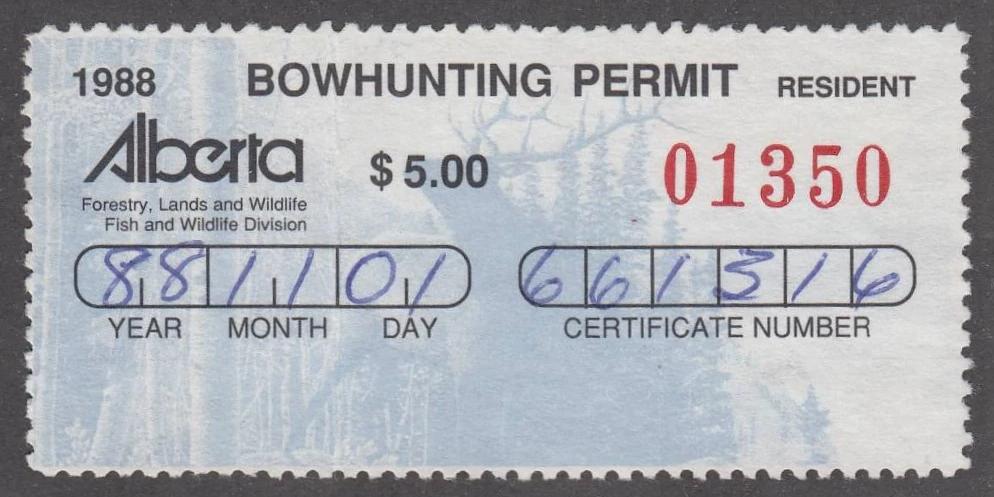 1988 BOWHUNTING PERMIT RESIDENT
Alberta $5.00 01350
Forestry, Lands and Wildlife
Fish and Wildlife Division
88 11 01 661316
YEAR MONTH DAY CERTIFICATE NUMBER